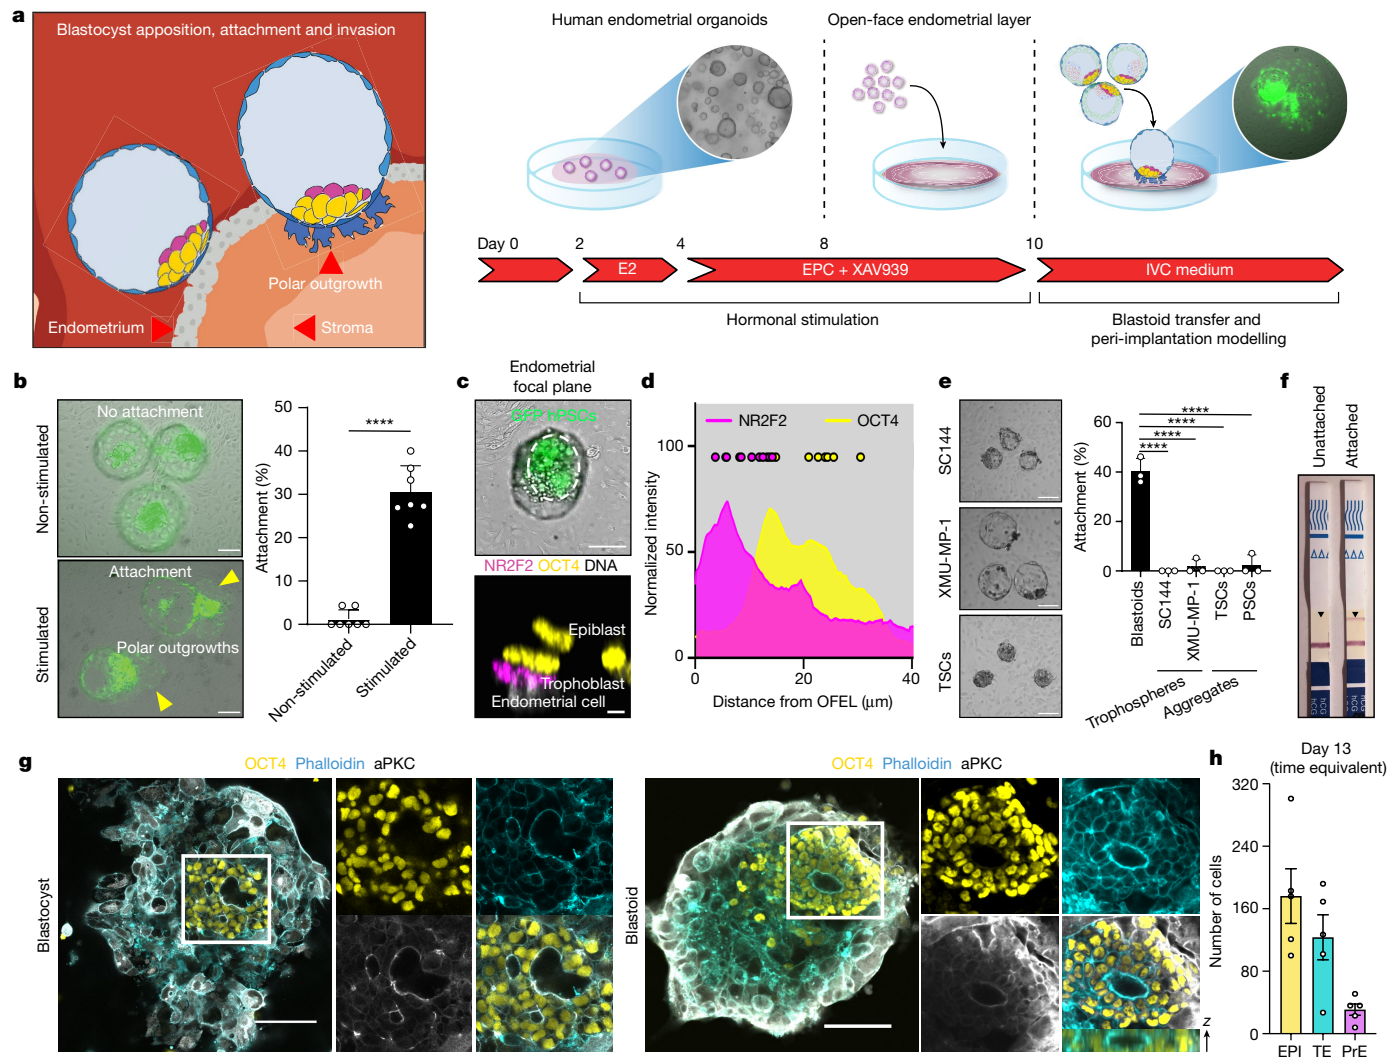 a
Blastocyst apposition, attachment and invasion
Polar outgrowth
Endometrium
Stroma
Human endometrial organoids
Open-face endometrial layer
Day 0
2
4
8
10
E2
EPC + XAV939
IVC medium
Hormonal stimulation
Blastoid transfer and
peri-implantation modelling
b
Non-stimulated
No attachment
Stimulated
Attachment
Polar outgrowths
Attachment (%)
50
40
30
20
10
0
****
Non-stimulated
Stimulated
c
Endometrial
focal plane
GFP hPSCs
NR2F2 OCT4 DNA
Epiblast
Trophoblast
Endometrial cell
d
NR2F2
OCT4
Normalized intensity
100
50
0
0
20
40
Distance from OFEL (μm)
e
SC144
XMU-MP-1
TSCs
Attachment (%)
60
40
20
0
****
****
****
****
Blastoids
SC144
XMU-MP-1
TSCs
PSCs
Trophospheres
Aggregates
f
Unattached
Attached
hCG
hCG
g
OCT4 Phalloidin aPKC
Blastocyst
OCT4 Phalloidin aPKC
Blastoid
z
h
Day 13
(time equivalent)
Number of cells
320
240
160
80
0
EPI
TE
PrE